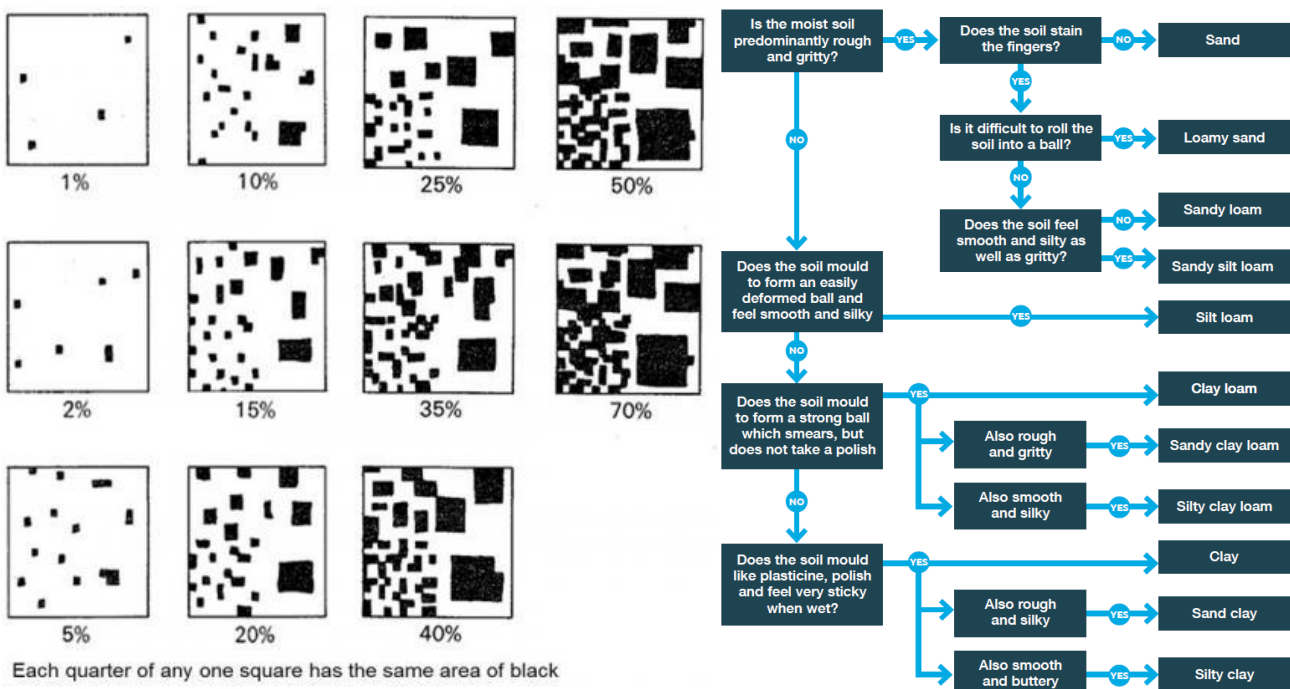 1%
10%
25%
50%
2%
15%
35%
70%
5%
20%
40%
Each quarter of any one square has the same area of black
Is the moist soil
predominantly rough
and gritty?
YES
Does the soil stain
the fingers?
NO
Sand
YES
Is it difficult to roll the
soil into a ball?
YES
Loamy sand
NO
NO
Does the soil feel
smooth and silty as
well as gritty?
NO
Sandy loam
YES
Sandy silt loam
Does the soil mould
to form an easily
deformed ball and
feel smooth and silky
YES
Silt loam
NO
Does the soil mould
to form a strong ball
which smears, but
does not take a polish
YES
Clay loam
Also rough
and gritty
YES
Sandy clay loam
Also smooth
and silky
YES
Silty clay loam
NO
Does the soil mould
like plasticine, polish
and feel very sticky
when wet?
YES
Clay
Also rough
and silky
YES
Sand clay
Also smooth
and buttery
YES
Silty clay